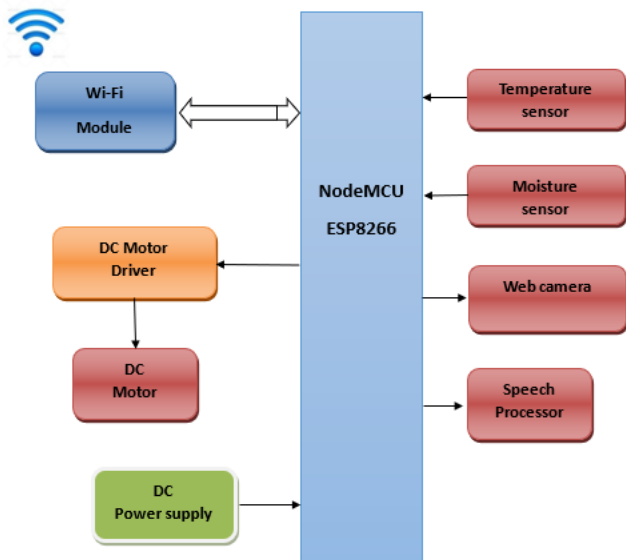 Wi-Fi
Module
NodeMCU
ESP8266
DC Motor
Driver
DC
Motor
DC
Power supply
Temperature
sensor
Moisture
sensor
Web camera
Speech
Processor